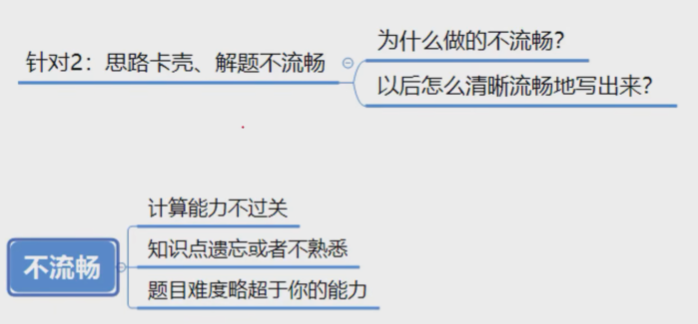 为什么做的不流畅？
针对2：思路卡壳、解题不流畅
以后怎么清晰流畅地写出来？
计算能力不过关
知识点遗忘或者不熟悉
不流畅
题目难度略超于你的能力